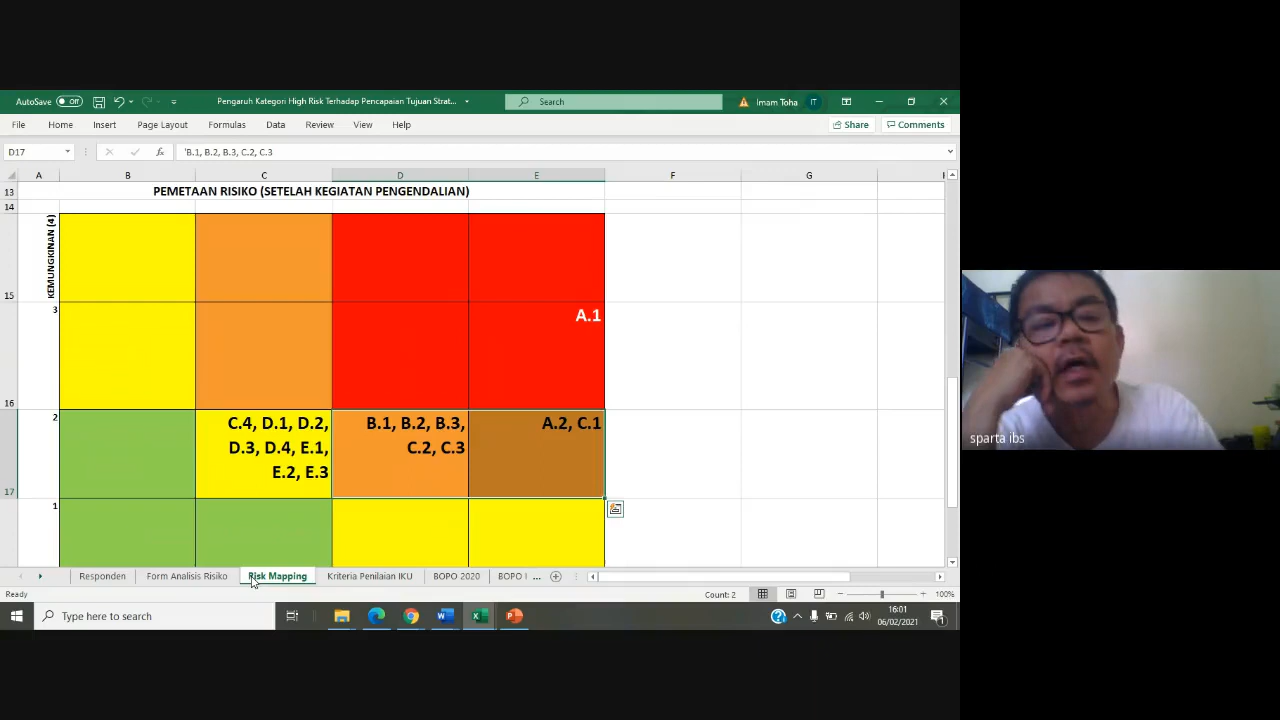 AutoSave Off
Pengaruh Kategori High Risk Terhadap Pencapaian Tujuan Strat...
Search
Imam Toha IT
File Home Insert Page Layout Formulas Data Review View Help
Share Comments
D17 fx 'B.1, B.2, B.3, C.2, C.3
A B C D E F G
13 PEMETAAN RISIKO (SETELAH KEGIATAN PENGENDALIAN)
14
KEMUNGKINAN (4)
15
3 A.1
16
2 C.4, D.1, D.2, B.1, B.2, B.3, A.2, C.1
D.3, D.4, E.1, C.2, C.3
E.2, E.3
17
1
sparta ibs
Responden Form Analisis Risiko Risk Mapping Kriteria Penilaian IKU BOPO 2020 BOPO I ...
Ready Count: 2 100%
Type here to search
16:01
06/02/2021